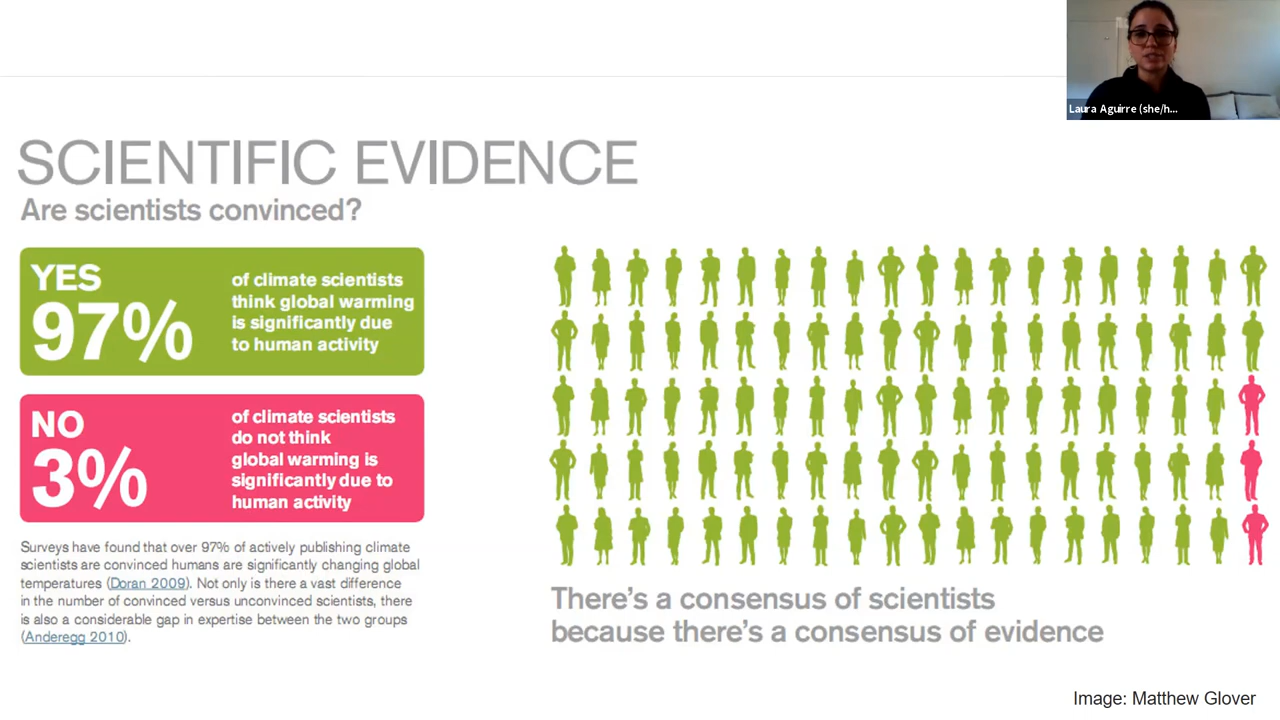 Laura Aguirre (she/h...
SCIENTIFIC EVIDENCE
Are scientists convinced?
YES
97%
of climate scientists
think global warming
is significantly due
to human activity
NO
3%
of climate scientists
do not think
global warming is
significantly due to
human activity
Surveys have found that over 97% of actively publishing climate
scientists are convinced humans are significantly changing global
temperatures (Doran 2009). Not only is there a vast difference
in the number of convinced versus unconvinced scientists, there
is also a considerable gap in expertise between the two groups
(Anderegg 2010).
There's a consensus of scientists
because there's a consensus of evidence
Image: Matthew Glover